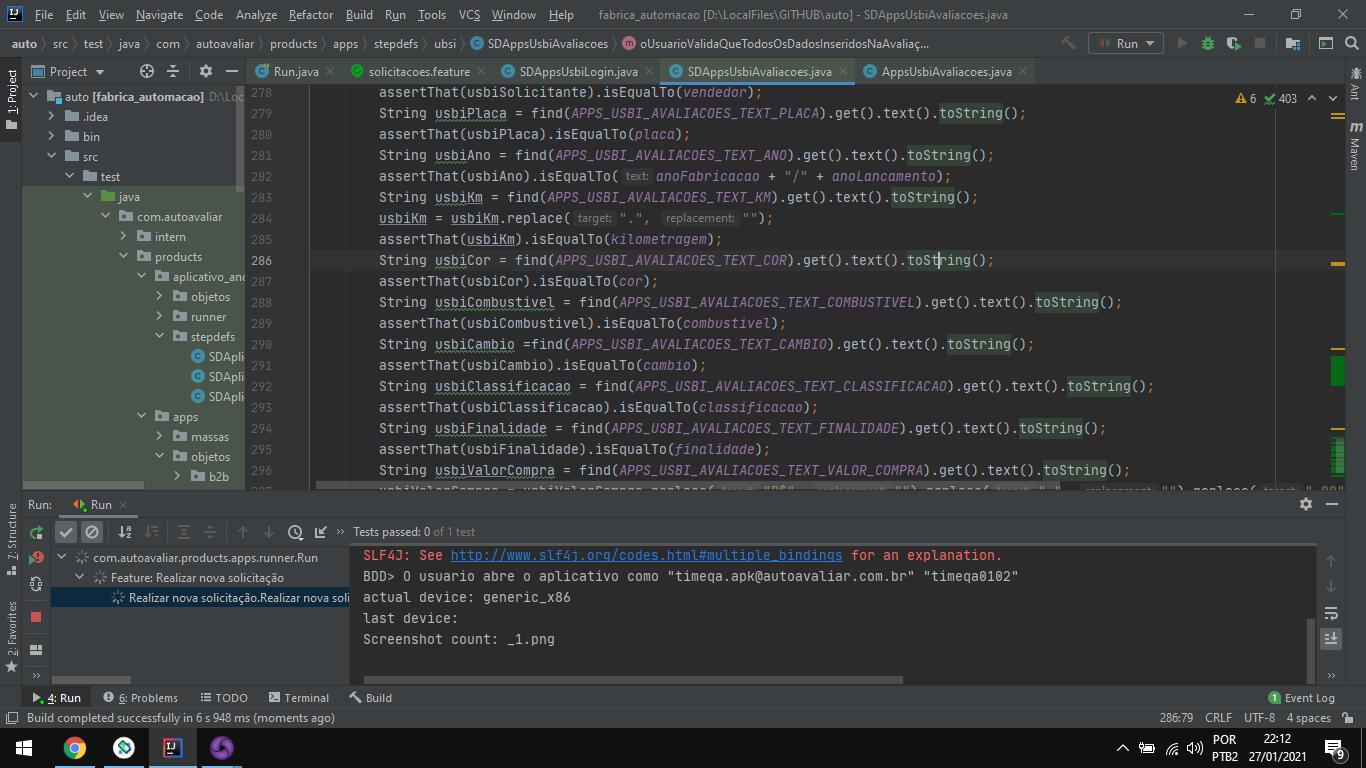 File Edit View Navigate Code Analyze Refactor Build Run Tools VCS Window Help fabrica_automacao [D:\LocalFiles\GITHUB\auto] - SDAppsUsbiAvaliacoes.java
auto src test java com autoavaliar products apps stepdefs ubsi SDAppsUsbiAvaliacoes oUsuarioValidaQueTodosOsDadosInseridosNaAvaliaç... Run
Project Run.java solicitacoes.feature SDAppsUsbiLogin.java SDAppsUsbiAvaliacoes.java AppsUsbiAvaliacoes.java
1: Project
Ant
Maven
7: Structure
2: Favorites
auto [fabrica_automacao] D:\Loc
.idea
bin
src
test
java
com.autoavaliar
intern
products
aplicativo_anc
objetos
runner
stepdefs
SDApli
SDApli
SDApli
apps
massas
objetos
b2b
6 403
278 assertThat(usbiSolicitante).isEqualTo(vendedor);
279 String usbiPlaca = find(APPS_USBI_AVALIACOES_TEXT_PLACA).get().text().toString();
280 assertThat(usbiPlaca).isEqualTo(placa);
281 String usbiAno = find(APPS_USBI_AVALIACOES_TEXT_ANO).get().text().toString();
282 assertThat(usbiAno).isEqualTo( text: anoFabricacao + "/" + anoLancamento);
283 String usbiKm = find(APPS_USBI_AVALIACOES_TEXT_KM).get().text().toString();
284 usbiKm = usbiKm.replace( target: ".", replacement: "");
285 assertThat(usbiKm).isEqualTo(kilometragem);
286 String usbiCor = find(APPS_USBI_AVALIACOES_TEXT_COR).get().text().toString();
287 assertThat(usbiCor).isEqualTo(cor);
288 String usbiCombustivel = find(APPS_USBI_AVALIACOES_TEXT_COMBUSTIVEL).get().text().toString();
289 assertThat(usbiCombustivel).isEqualTo(combustivel);
290 String usbiCambio =find(APPS_USBI_AVALIACOES_TEXT_CAMBIO).get().text().toString();
291 assertThat(usbiCambio).isEqualTo(cambio);
292 String usbiClassificacao = find(APPS_USBI_AVALIACOES_TEXT_CLASSIFICACAO).get().text().toString();
293 assertThat(usbiClassificacao).isEqualTo(classificacao);
294 String usbiFinalidade = find(APPS_USBI_AVALIACOES_TEXT_FINALIDADE).get().text().toString();
295 assertThat(usbiFinalidade).isEqualTo(finalidade);
296 String usbiValorCompra = find(APPS_USBI_AVALIACOES_TEXT_VALOR_COMPRA).get().text().toString();
Run: Run
Tests passed: 0 of 1 test
com.autoavaliar.products.apps.runner.Run
Feature: Realizar nova solicitação
Realizar nova solicitação.Realizar nova soli
SLF4J: See http://www.slf4j.org/codes.html#multiple_bindings for an explanation.
BDD> O usuario abre o aplicativo como "timeqa.apk@autoavaliar.com.br" "timeqa0102"
actual device: generic_x86
last device:
Screenshot count: _1.png
4: Run 6: Problems TODO Terminal Build 1 Event Log
Build completed successfully in 6 s 948 ms (moments ago) 286:79 CRLF UTF-8 4 spaces
POR 22:12
PTB2 27/01/2021 9